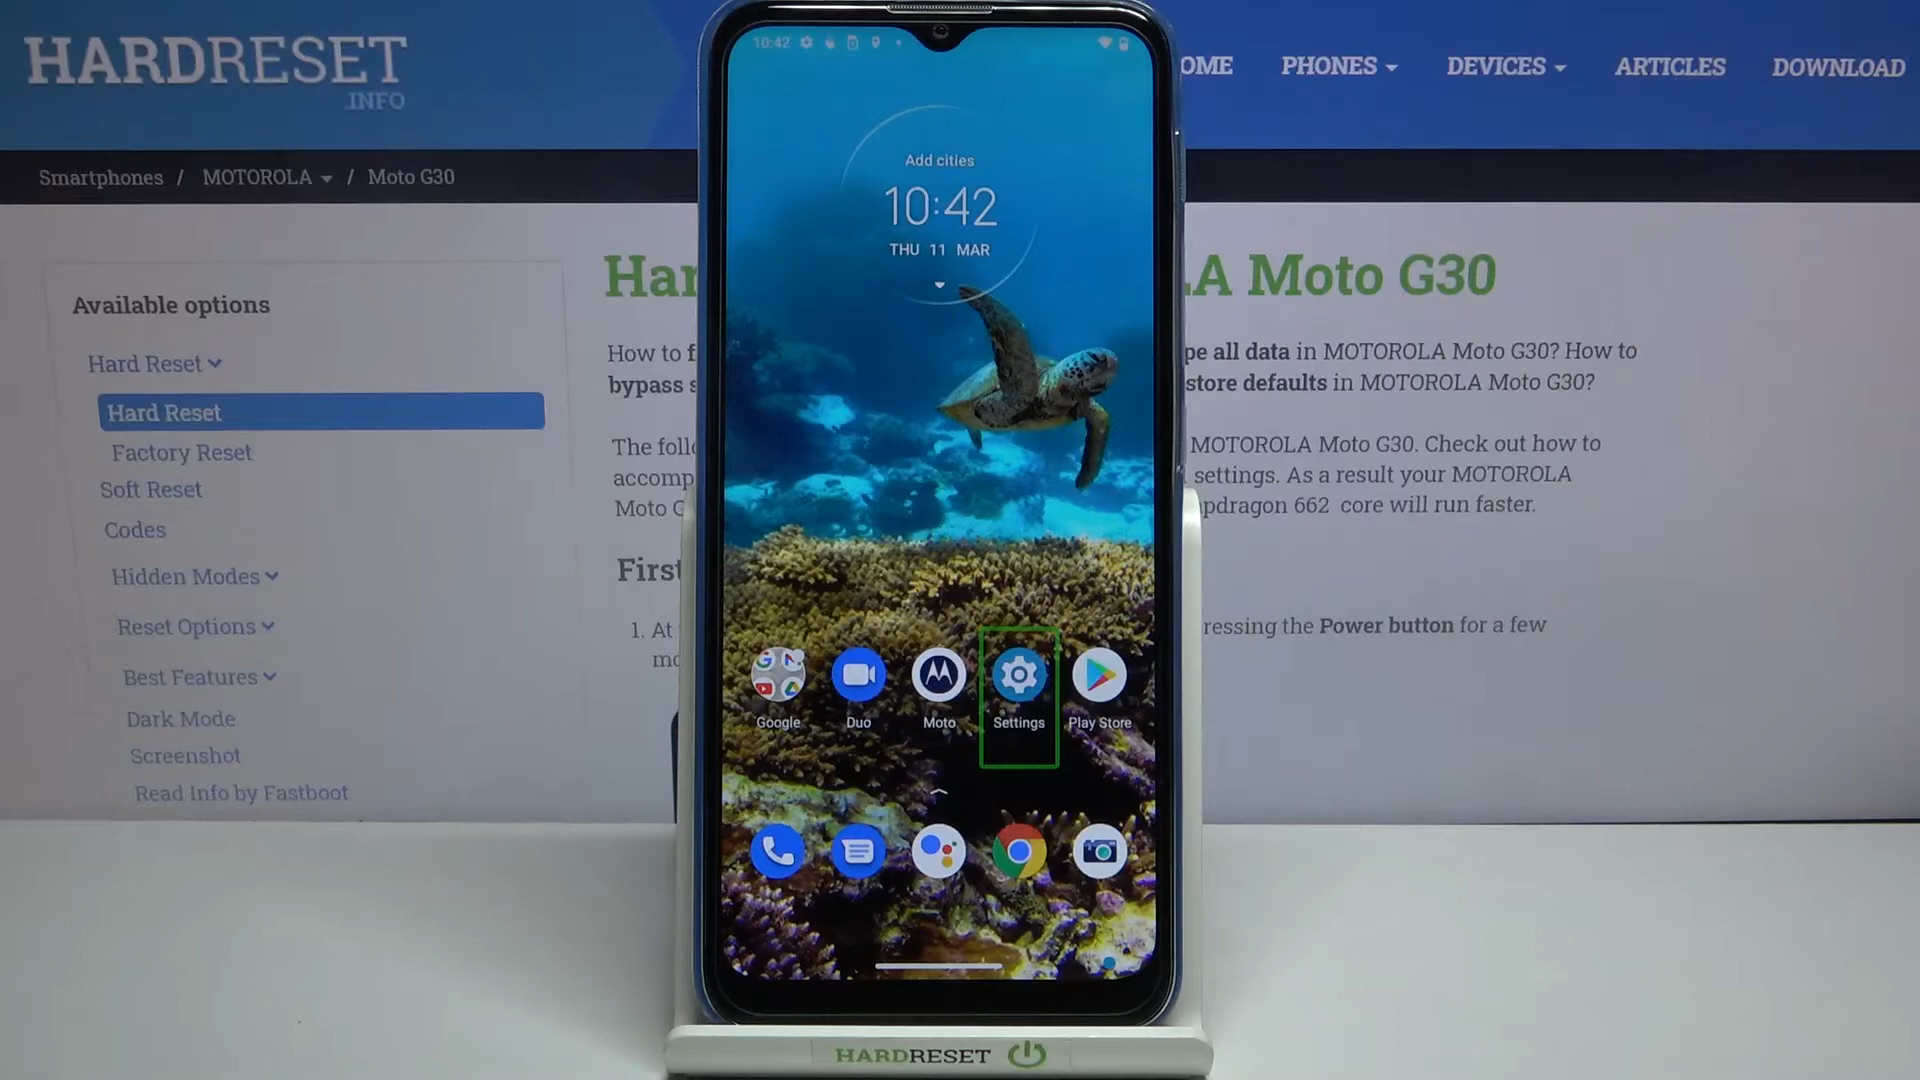 HARDRESET
.INFO
OME PHONES DEVICES ARTICLES DOWNLOAD
Smartphones / MOTOROLA / Moto G30
Available options
Hard Reset
Hard Reset
Factory Reset
Soft Reset
Codes
Hidden Modes
Reset Options
Best Features
Dark Mode
Screenshot
Read Info by Fastboot
Har A Moto G30
How to f pe all data in MOTOROLA Moto G30? How to
bypass s store defaults in MOTOROLA Moto G30?
The foll MOTOROLA Moto G30. Check out how to
accomp settings. As a result your MOTOROLA
Moto G pdragon 662 core will run faster.
First
1. At ressing the Power button for a few
mo
10:42
Add cities
10:42
THU 11 MAR
Google Duo Moto Settings Play Store
HARDRESET